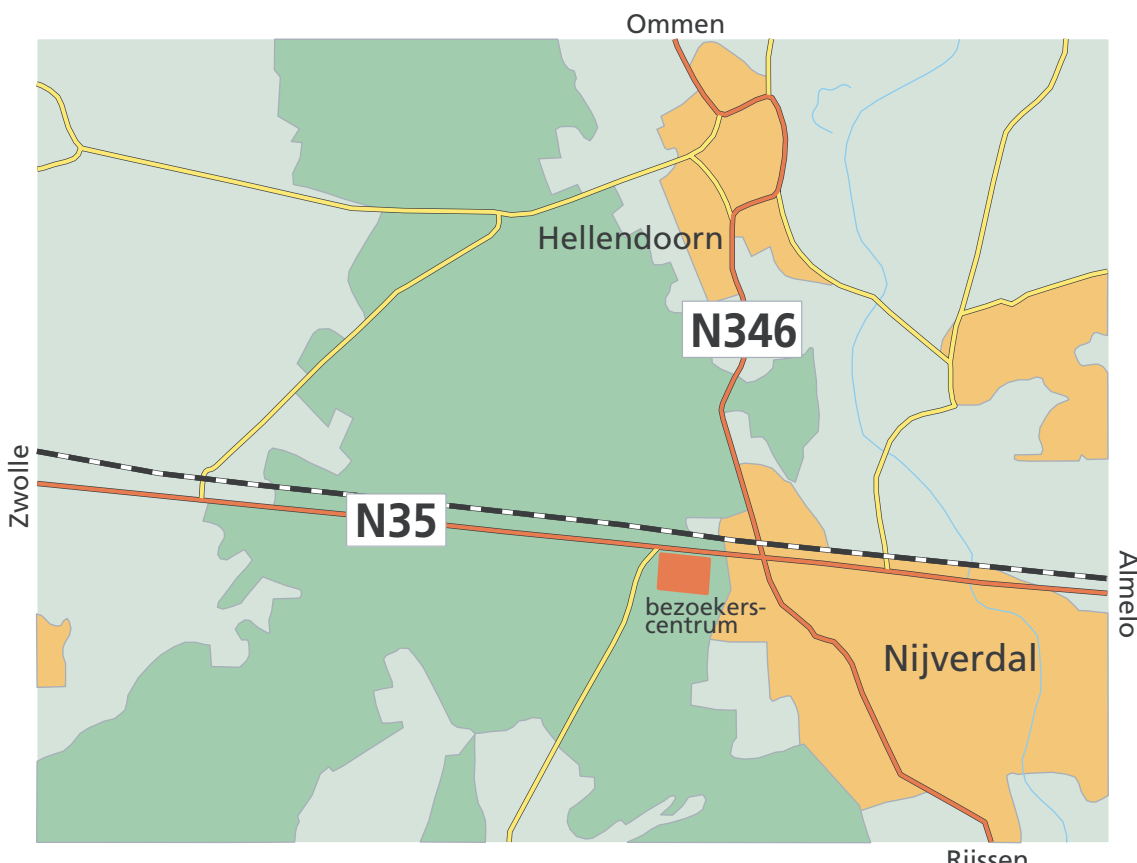 Ommen
Hellendoorn
N346
Zwolle
N35
Almelo
bezoekers-
centrum
Nijverdal
Rijssen